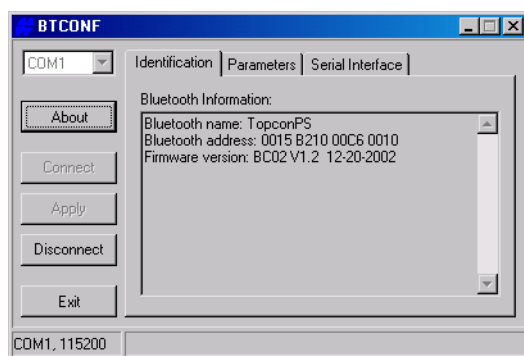 BTCONF
COM1
Identification
Parameters
Serial Interface
About
Connect
Apply
Disconnect
Exit
Bluetooth Information:
Bluetooth name: TopconPS
Bluetooth address: 0015 B210 00C6 0010
Firmware version: BC02 V1.2 12-20-2002
COM1, 115200